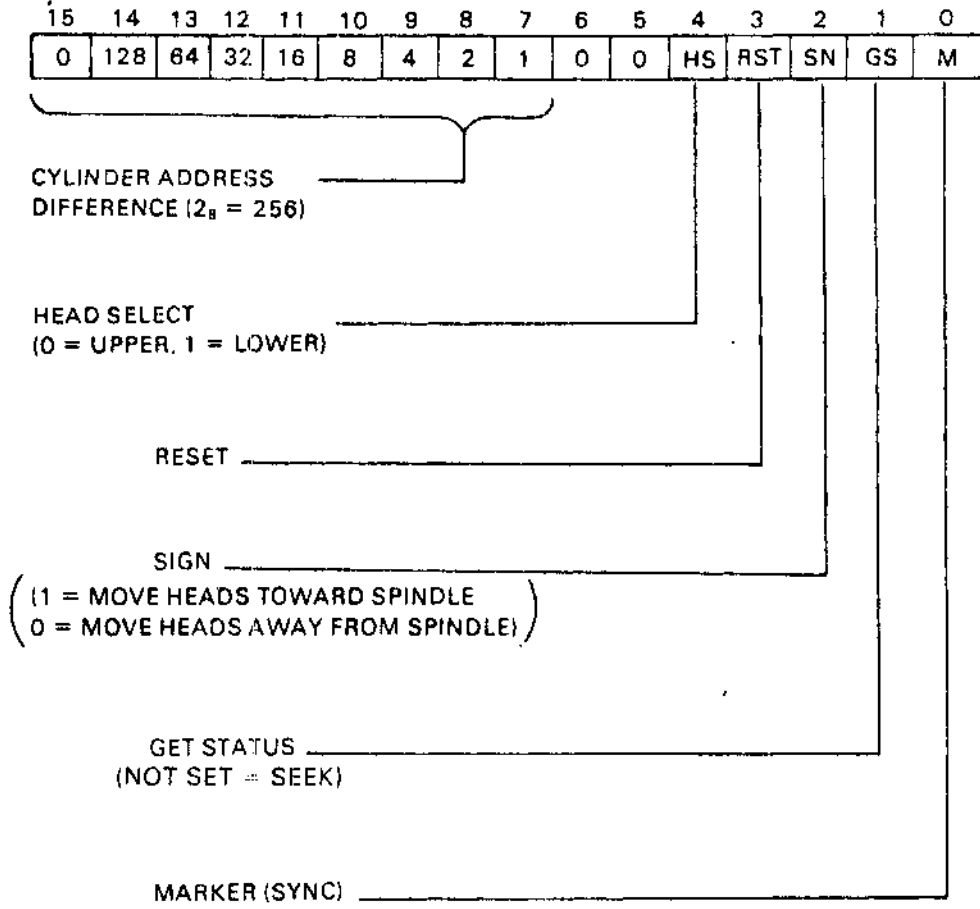 15 14 13 12 11 10 9 8 7 6 5 4 3 2 1 0
0 128 64 32 16 8 4 2 1 0 0 HS RST SN GS M
CYLINDER ADDRESS
DIFFERENCE (2₈ = 256)
HEAD SELECT
(0 = UPPER, 1 = LOWER)
RESET
SIGN
(1 = MOVE HEADS TOWARD SPINDLE
0 = MOVE HEADS AWAY FROM SPINDLE)
GET STATUS
(NOT SET = SEEK)
MARKER (SYNC)